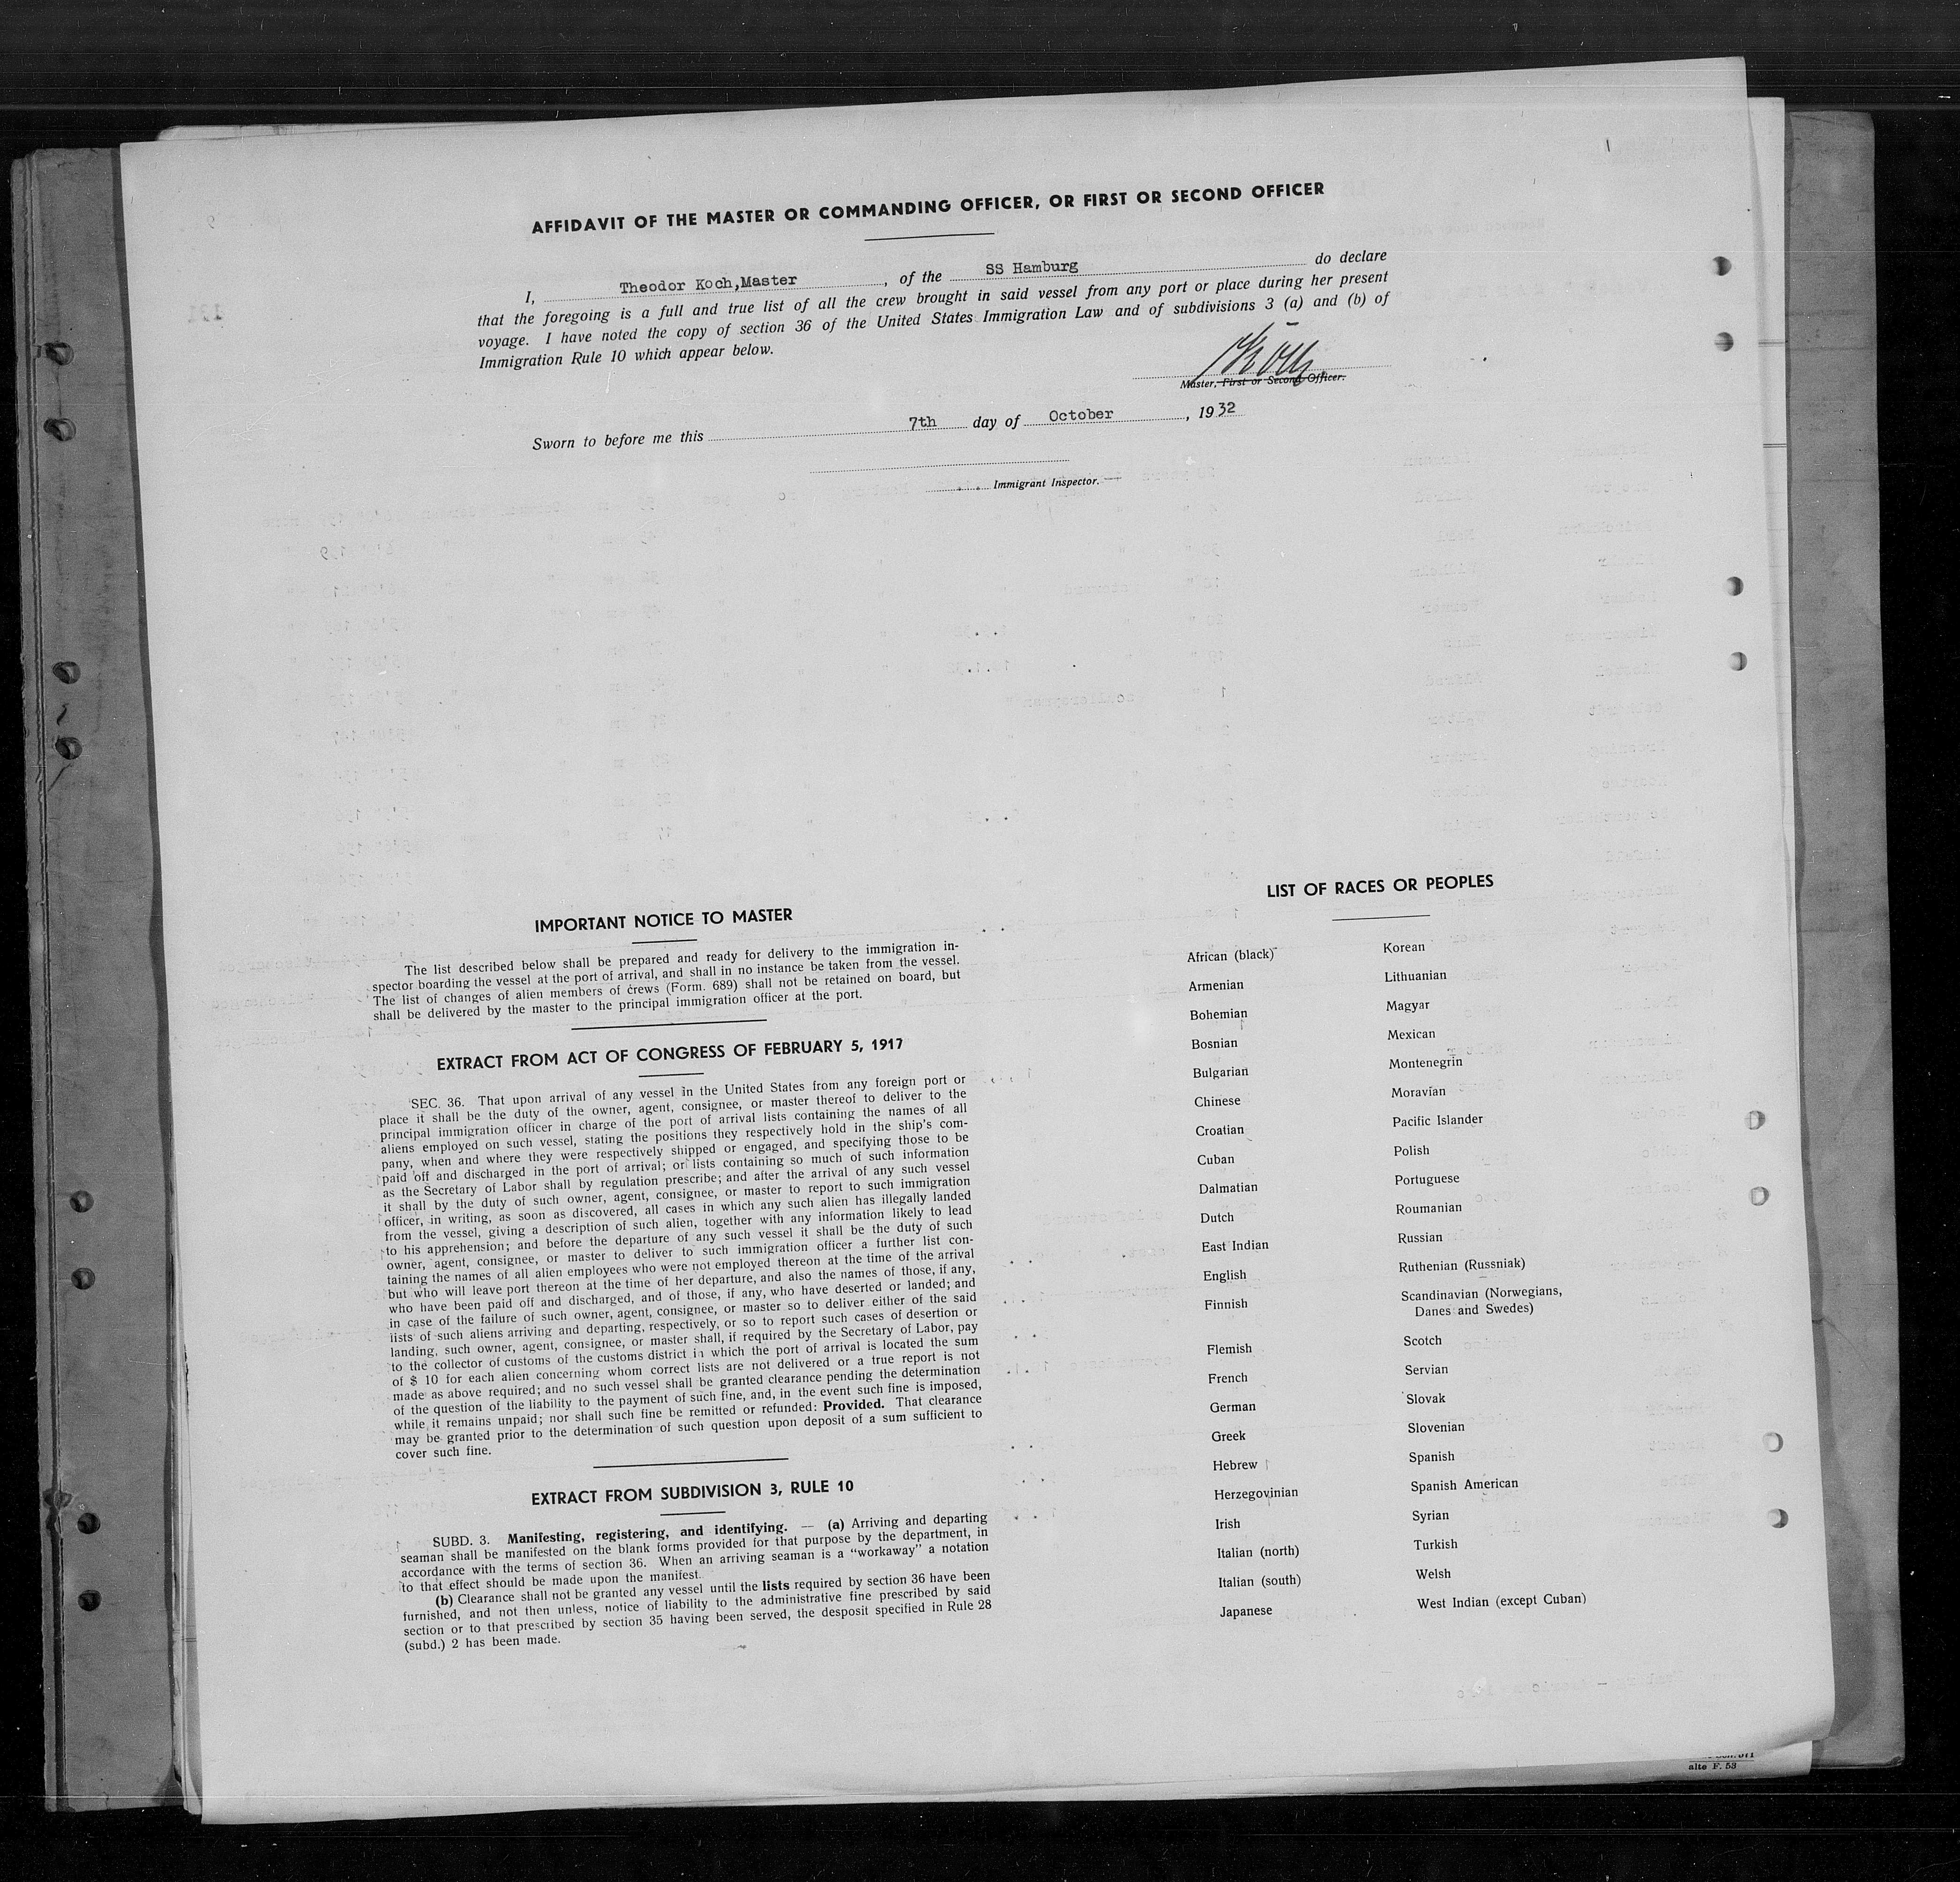 AFFIDAVIT OF THE MASTER OR COMMANDING OFFICER, OR FIRST OR SECOND OFFICER
I, Theodor Koch, Master, of the SS Hamburg do declare
that the foregoing is a full and true list of all the crew brought in said vessel from any port or place during her present
voyage. I have noted the copy of section 36 of the United States Immigration Law and of subdivisions 3 (a) and (b) of
Immigration Rule 10 which appear below.
Koch
Master, First or Second Officer.
Sworn to before me this 7th day of October, 1932
Immigrant Inspector.
IMPORTANT NOTICE TO MASTER
The list described below shall be prepared and ready for delivery to the immigration in-
spector boarding the vessel at the port of arrival, and shall in no instance be taken from the vessel.
The list of changes of alien members of crews (Form. 689) shall not be retained on board, but
shall be delivered by the master to the principal immigration officer at the port.
EXTRACT FROM ACT OF CONGRESS OF FEBRUARY 5, 1917
SEC. 36. That upon arrival of any vessel in the United States from any foreign port or
place it shall be the duty of the owner, agent, consignee, or master thereof to deliver to the
principal immigration officer in charge of the port of arrival lists containing the names of all
aliens employed on such vessel, stating the positions they respectively hold in the ship's com-
pany, when and where they were respectively shipped or engaged, and specifying those to be
paid off and discharged in the port of arrival; or lists containing so much of such information
as the Secretary of Labor shall by regulation prescribe; and after the arrival of any such vessel
it shall by the duty of such owner, agent, consignee, or master to report to such immigration
officer, in writing, as soon as discovered, all cases in which any such alien has illegally landed
from the vessel, giving a description of such alien, together with any information likely to lead
to his apprehension; and before the departure of any such vessel it shall be the duty of such
owner, agent, consignee, or master to deliver to such immigration officer a further list con-
taining the names of all alien employees who were not employed thereon at the time of the arrival
but who will leave port thereon at the time of her departure, and also the names of those, if any,
who have been paid off and discharged, and of those, if any, who have deserted or landed; and
in case of the failure of such owner, agent, consignee, or master so to deliver either of the said
lists of such aliens arriving and departing, respectively, or so to report such cases of desertion or
landing, such owner, agent, consignee, or master shall, if required by the Secretary of Labor, pay
to the collector of customs of the customs district in which the port of arrival is located the sum
of $ 10 for each alien concerning whom correct lists are not delivered or a true report is not
made as above required; and no such vessel shall be granted clearance pending the determination
of the question of the liability to the payment of such fine, and, in the event such fine is imposed,
while it remains unpaid; nor shall such fine be remitted or refunded: Provided. That clearance
may be granted prior to the determination of such question upon deposit of a sum sufficient to
cover such fine.
EXTRACT FROM SUBDIVISION 3, RULE 10
SUBD. 3. Manifesting, registering, and identifying. — (a) Arriving and departing
seaman shall be manifested on the blank forms provided for that purpose by the department, in
accordance with the terms of section 36. When an arriving seaman is a "workaway" a notation
to that effect should be made upon the manifest.
(b) Clearance shall not be granted any vessel until the lists required by section 36 have been
furnished, and not then unless, notice of liability to the administrative fine prescribed by said
section or to that prescribed by section 35 having been served, the desposit specified in Rule 28
(subd.) 2 has been made.
LIST OF RACES OR PEOPLES
African (black)
Armenian
Bohemian
Bosnian
Bulgarian
Chinese
Croatian
Cuban
Dalmatian
Dutch
East Indian
English
Finnish
Flemish
French
German
Greek
Hebrew
Herzegovinian
Irish
Italian (north)
Italian (south)
Japanese
Korean
Lithuanian
Magyar
Mexican
Montenegrin
Moravian
Pacific Islander
Polish
Portuguese
Roumanian
Russian
Ruthenian (Russniak)
Scandinavian (Norwegians,
Danes and Swedes)
Scotch
Servian
Slovak
Slovenian
Spanish
Spanish American
Syrian
Turkish
Welsh
West Indian (except Cuban)
alte F. 53